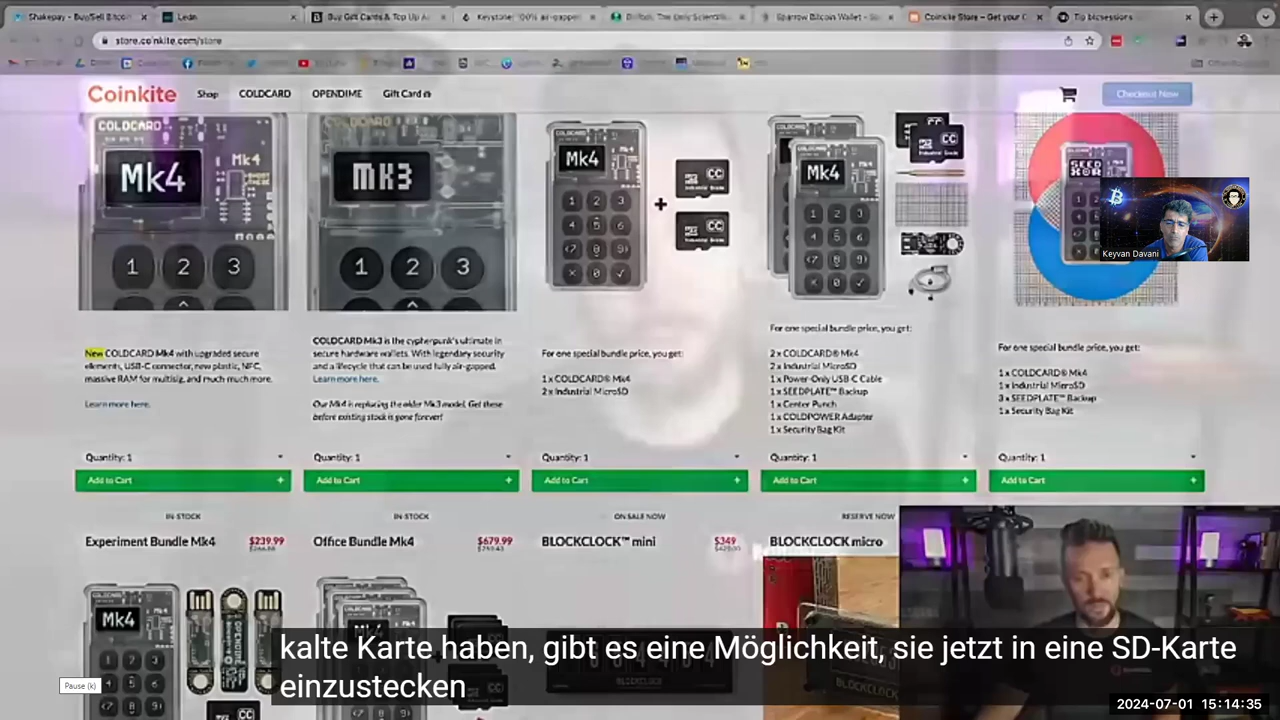 Shakepay - Buy/Sell Bitcoin
Lean
Buy Gift Cards & Top Up
Keystone: 100% air-gapped
Sparrow Bitcoin Wallet
Coinkite Store – Get your C
Tip btcsessions
store.coinkite.com/store
Coinkite
Shop
COLDCARD
OPENDIME
Gift Card
Checkout Now
COLDCARD
Mk4
Mk4
COLDCARD
MK3
Mk4
1 2 3
1 2 3
+
CC
CC
Mk4
CC
SEED
XOR
Keyvan Davani
New COLDCARD Mk4 with upgraded secure
elements, USB-C connector, new plastic, NFC,
massive RAM for multisig, and much much more.
Learn more here.
COLDCARD Mk3 is the cypherpunk's ultimate in
secure hardware wallets. With legendary security
and a lifecycle that can be used fully air-gapped.
Learn more here.
Our Mk4 is replacing the older Mk3 model. Get these
before existing stock is gone forever!
For one special bundle price, you get:
1 x COLDCARD® Mk4
2 x Industrial MicroSD
For one special bundle price, you get:
2 x COLDCARD® Mk4
2 x Industrial MicroSD
1 x Power-Only USB-C Cable
1 x SEEDPLATE™ Backup
1 x Center Punch
1 x COLDPOWER Adapter
1 x Security Bag Kit
For one special bundle price, you get:
1 x COLDCARD® Mk4
1 x Industrial MicroSD
3 x SEEDPLATE™ Backup
1 x Security Bag Kit
Quantity: 1
Quantity: 1
Quantity: 1
Quantity: 1
Quantity: 1
Add to Cart +
Add to Cart +
Add to Cart +
Add to Cart +
Add to Cart +
IN-STOCK
IN-STOCK
ON SALE NOW
RESERVE NOW
Experiment Bundle Mk4 $239.99
Office Bundle Mk4 $679.99
BLOCKCLOCK™ mini $349
BLOCKCLOCK micro
Mk4
Mk4
BLOCKCLOCK
BLOCKCLOCK
kalte Karte haben, gibt es eine Möglichkeit, sie jetzt in eine SD-Karte
einzustecken
Pause (k)
2024-07-01 15:14:35